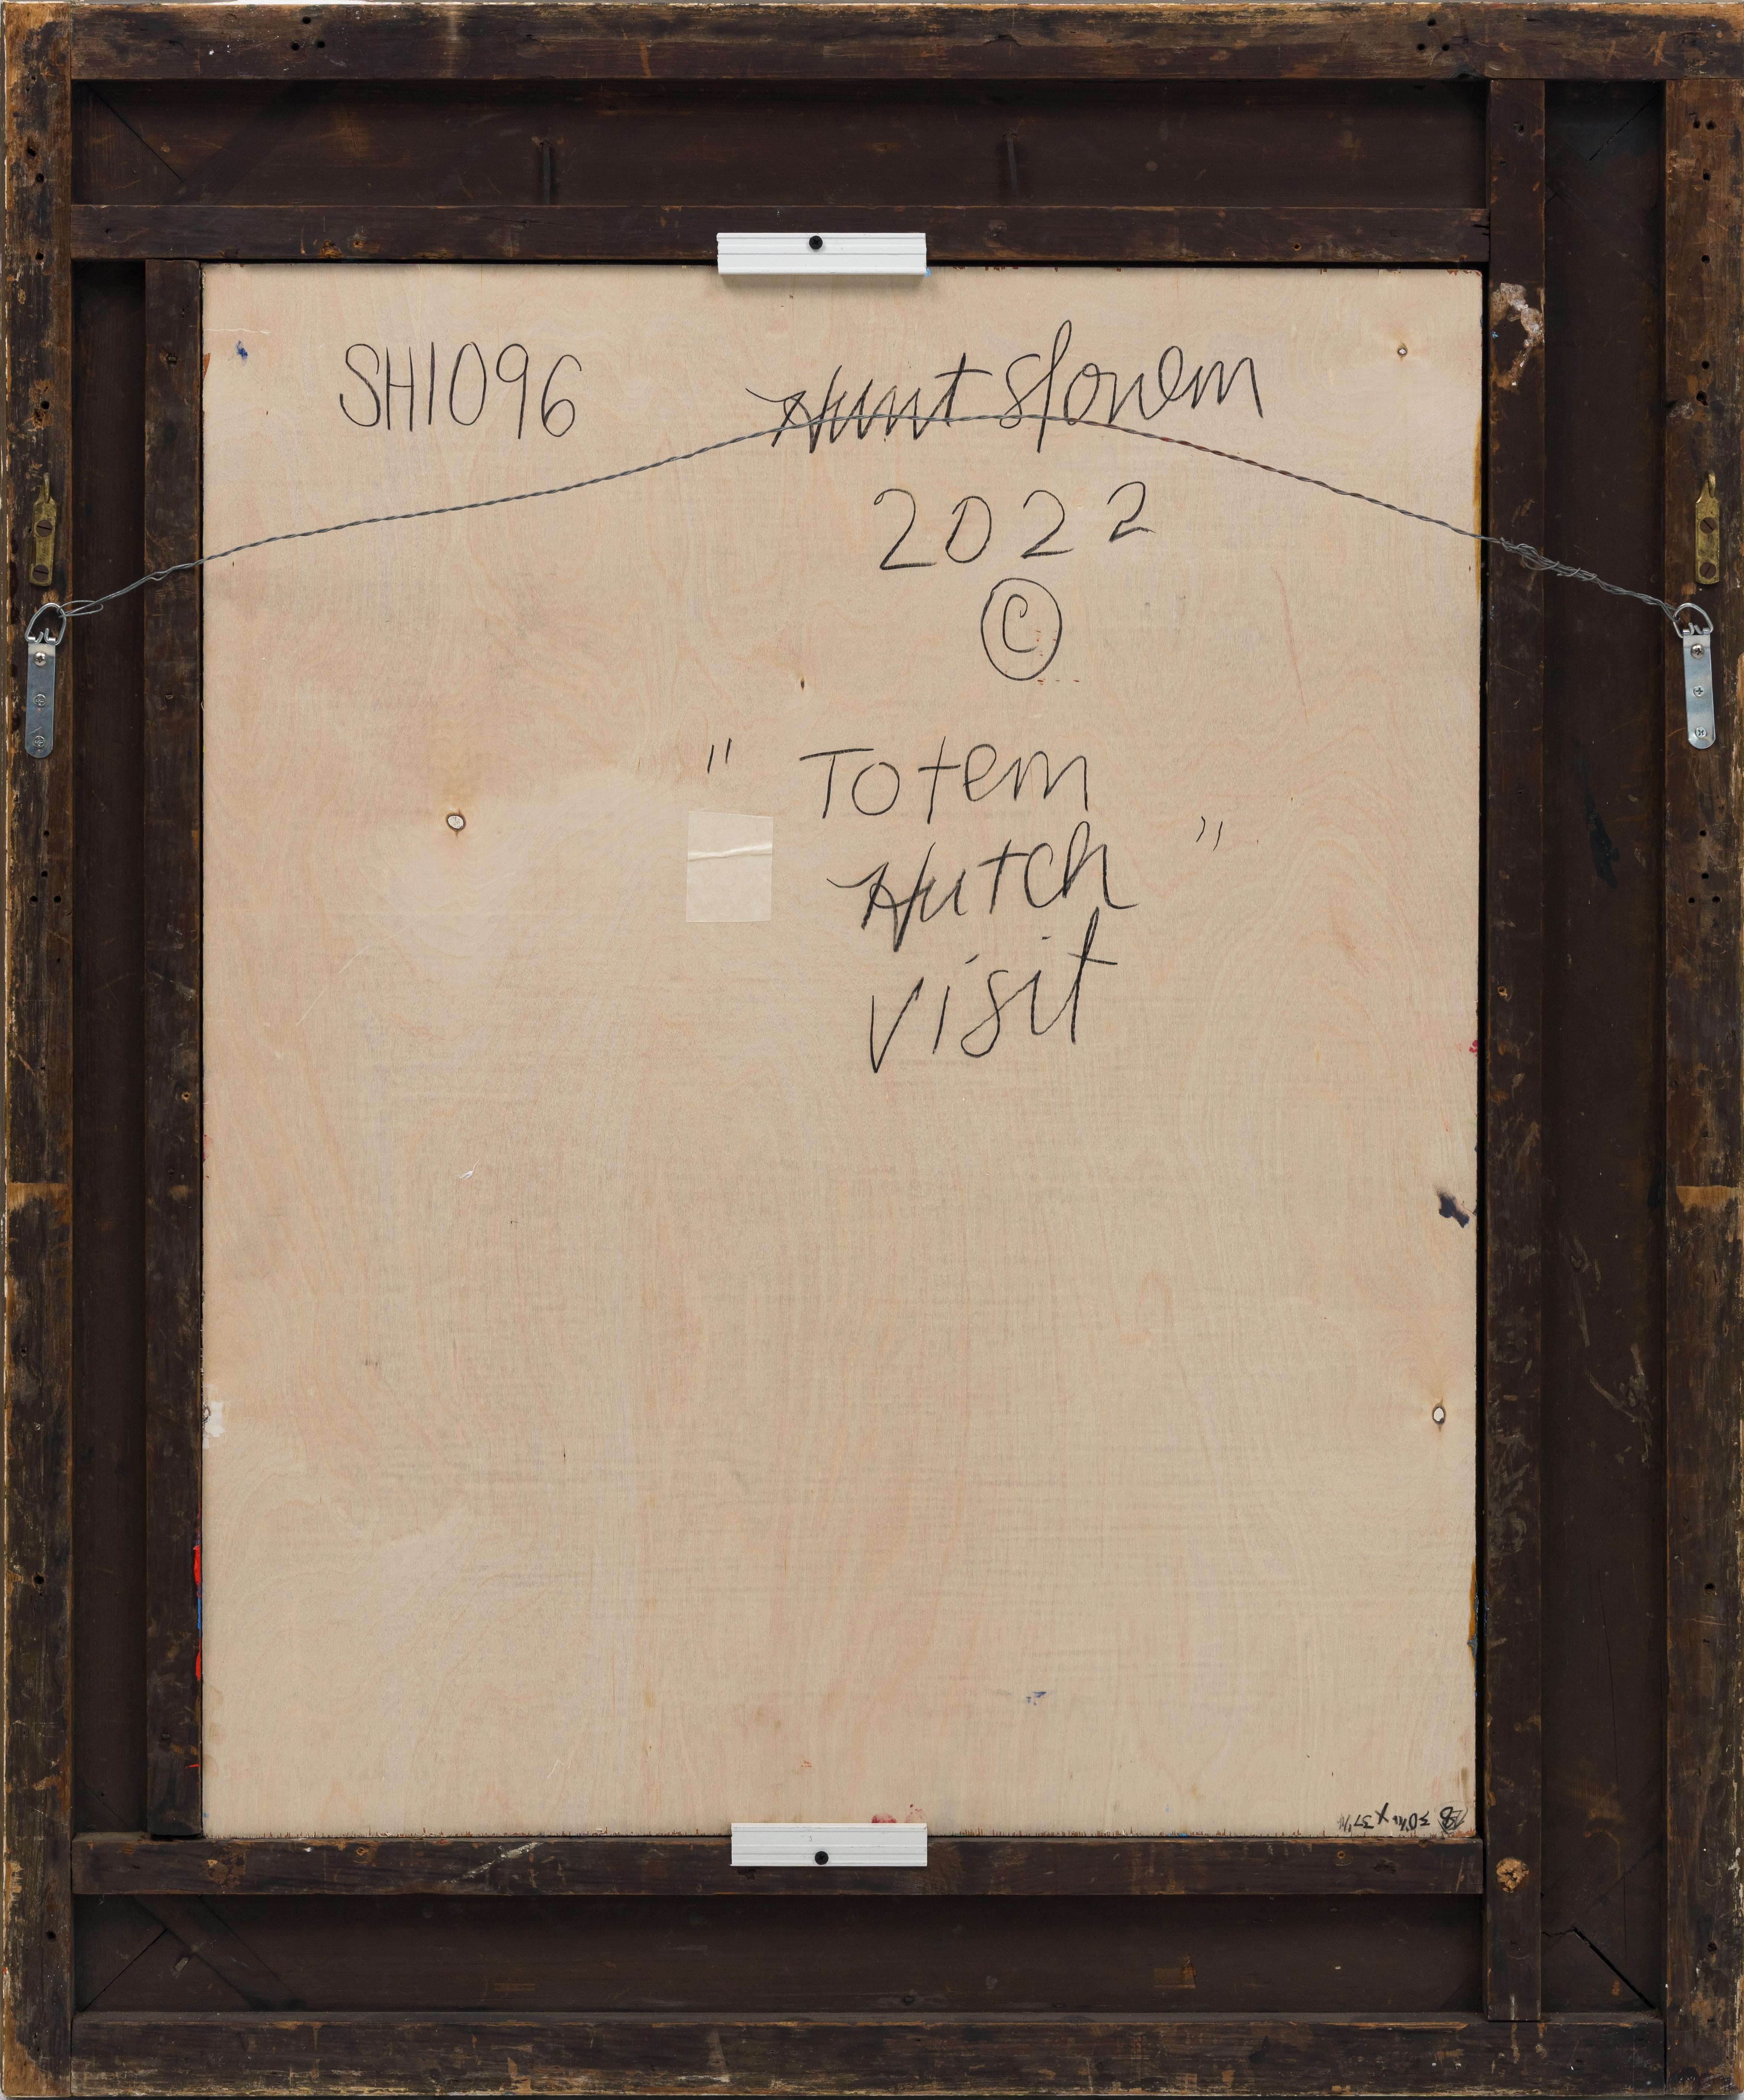 SH1096 Hunt Slonem
2022
©
" Totem
Hutch "
visit